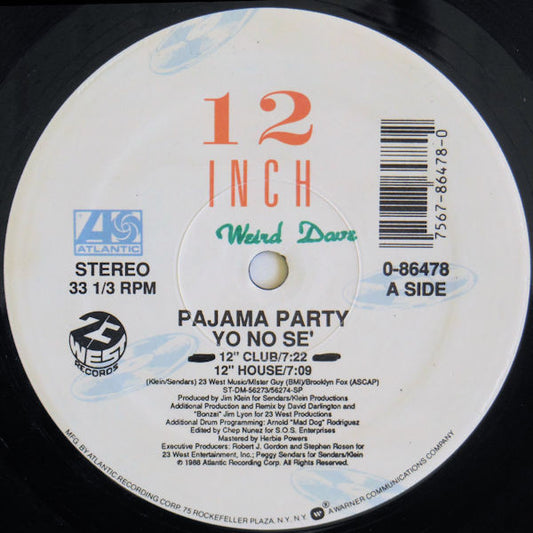 12
INCH
Weird Dave
7567-86478-0
ATLANTIC
STEREO
33 1/3 RPM
0-86478
A SIDE
23
WEST
RECORDS
PAJAMA PARTY
YO NO SE'
12" CLUB/7:22
12" HOUSE/7:09
(Klein/Sendars) 23 West Music/Mister Guy (BMI)/Brooklyn Fox (ASCAP)
ST-DM-56273/56274-SP
Produced by Jim Klein for Sendars/Klein Productions
Additional Production and Remix by David Darlington and
"Bonzai" Jim Lyon for 23 West Productions
Additional Drum Programming: Arnold "Mad Dog" Rodriguez
Edited by Chep Nunez for S.O.S. Enterprises
Mastered by Herbie Powers
Executive Producers: Robert J. Gordon and Stephen Rosen for
23 West Entertainment, Inc.; Peggy Sendars for Sendars/Klein
© 1988 Atlantic Recording Corp. All Rights Reserved.
MFG. BY ATLANTIC RECORDING CORP. 75 ROCKEFELLER PLAZA, N.Y. N.Y. A WARNER COMMUNICATIONS COMPANY